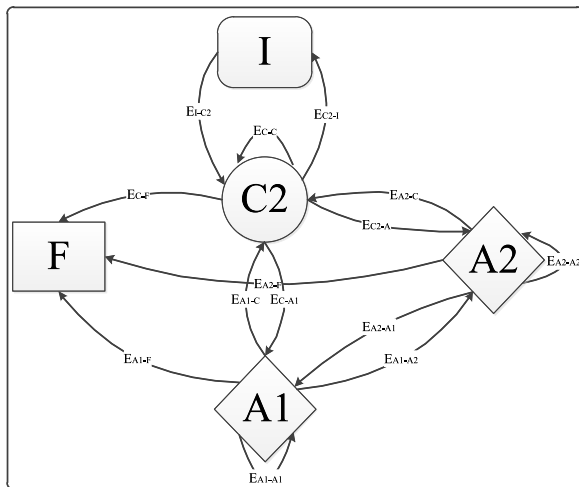 I
EI-C2
EC2-I
EC-C
C2
EC-F
EA2-C
EC2-A
F
A2
EA2-A2
EA2-F
EA1-C
EC-A1
EA2-A1
EA1-F
EA1-A2
A1
EA1-A1